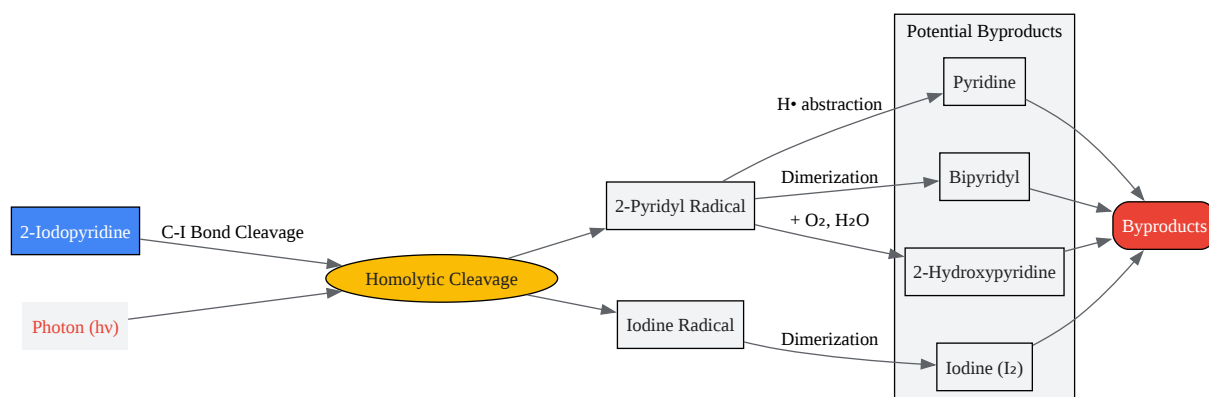 Potential Byproducts
Pyridine
H• abstraction
Dimerization
Bipyridyl
2-Iodopyridine
C-I Bond Cleavage
2-Pyridyl Radical
+ O₂, H₂O
Byproducts
Homolytic Cleavage
2-Hydroxypyridine
Photon (hν)
Iodine Radical
Dimerization
Iodine (I₂)